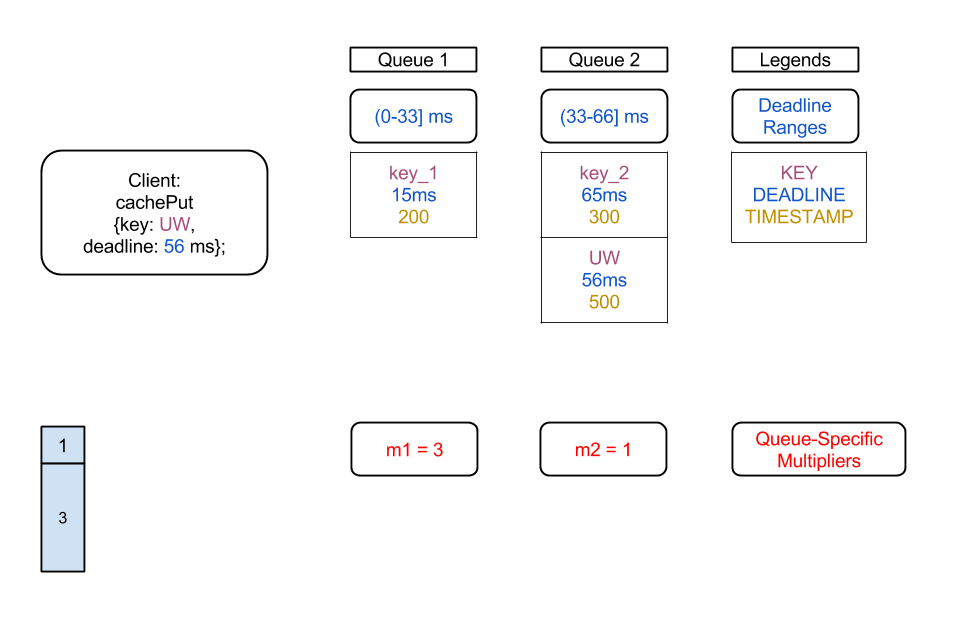 Queue 1
Queue 2
Legends
(0-33] ms
(33-66] ms
Deadline
Ranges
Client:
cachePut
{key: UW,
deadline: 56 ms};
key_1
15ms
200
key_2
65ms
300
KEY
DEADLINE
TIMESTAMP
UW
56ms
500
1
3
m1 = 3
m2 = 1
Queue-Specific
Multipliers